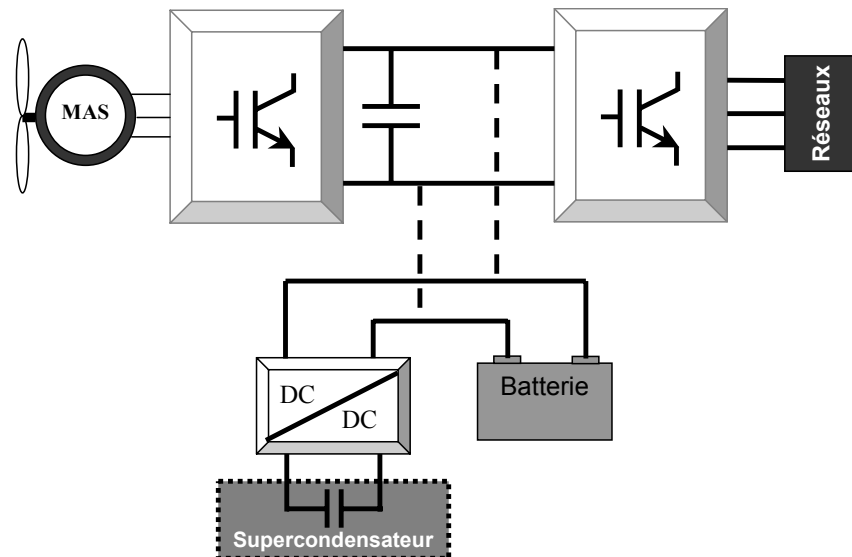 MAS
Réseaux
DC
DC
Batterie
Supercondensateur